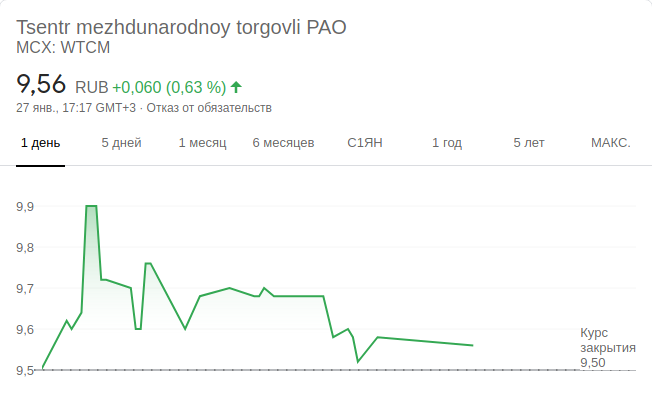 Tsentr mezhdunarodnoy torgovli PAO
MCX: WTCM
9,56 RUB +0,060 (0,63 %)
27 янв., 17:17 GMT+3 · Отказ от обязательств
1 день 5 дней 1 месяц 6 месяцев С1ЯН 1 год 5 лет МАКС.
9,9
9,8
9,7
9,6
9,5
Курс
закрытия
9,50